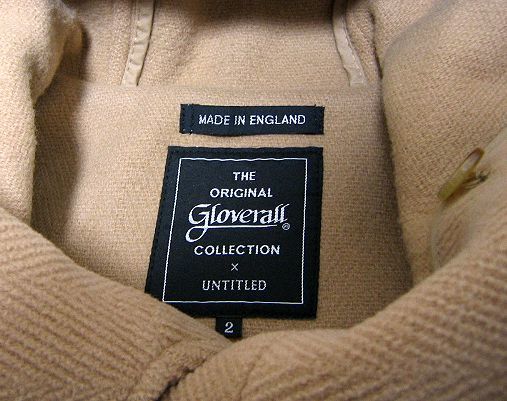 MADE IN ENGLAND
THE
ORIGINAL
Gloverall®
COLLECTION
×
UNTITLED
2